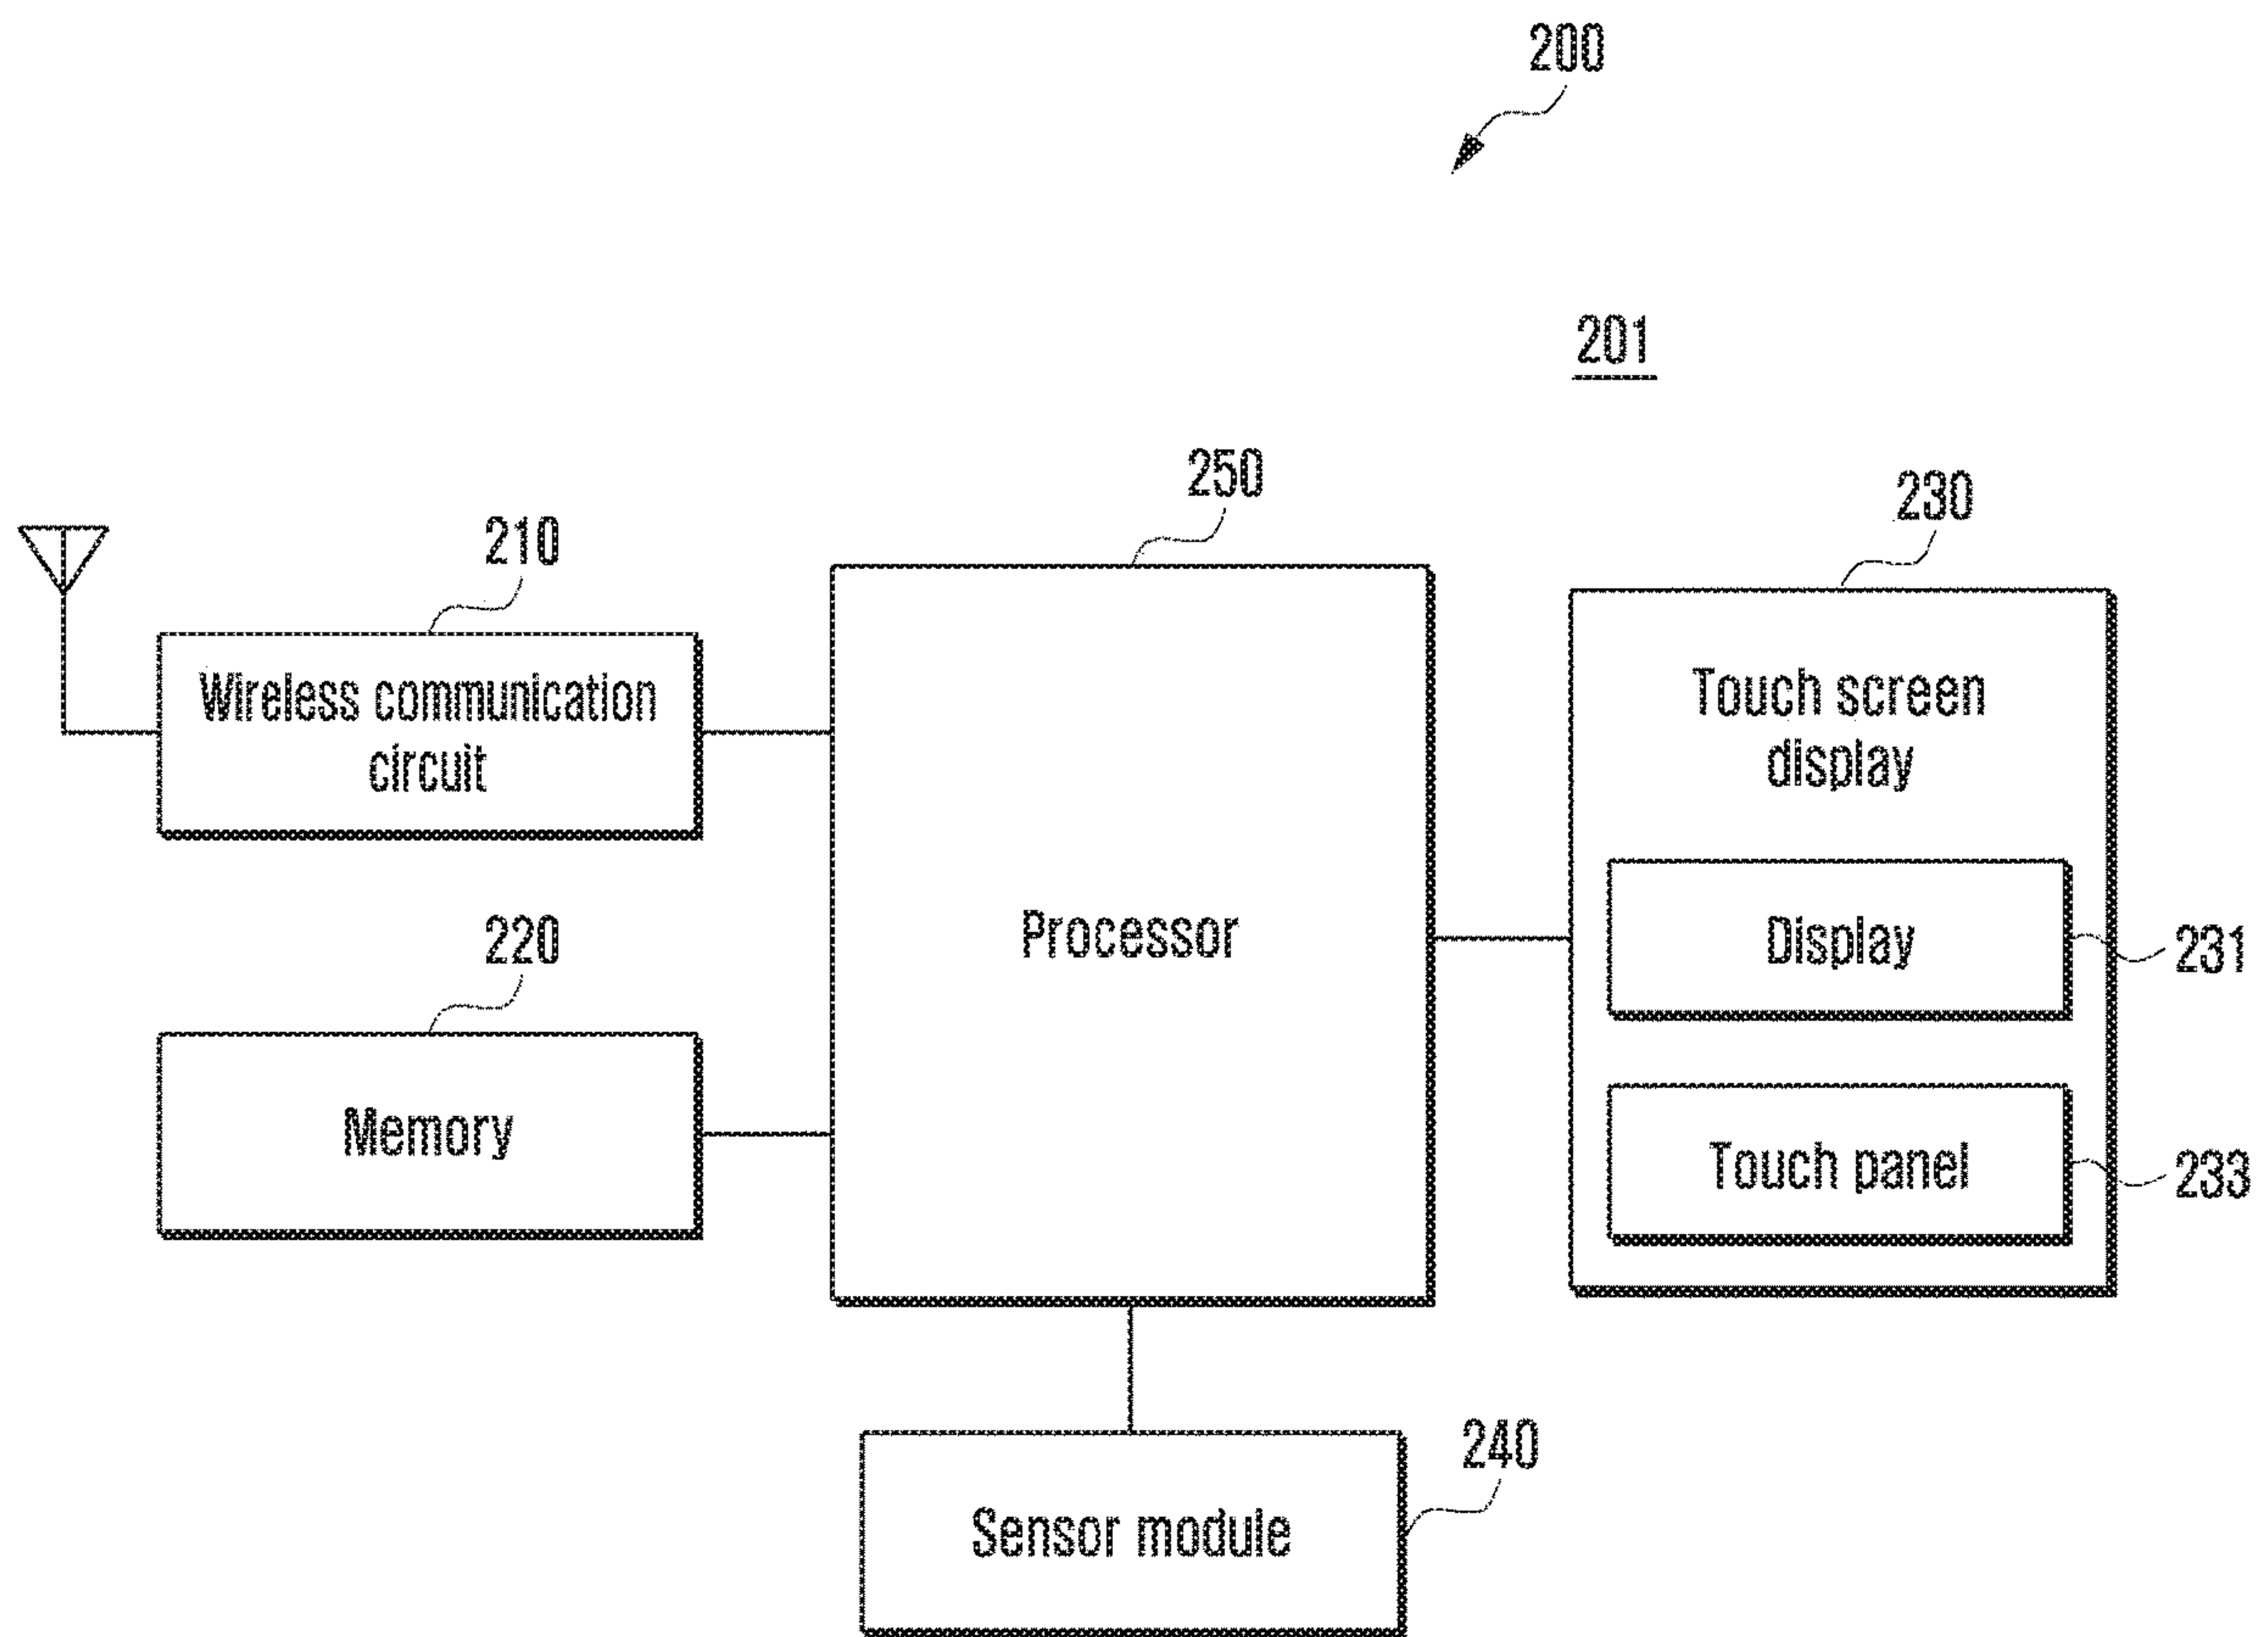 200
201
250
230
210
Wireless communication
circuit
Touch screen
display
220
Processor
Display
231
Memory
Touch panel
233
240
Sensor module